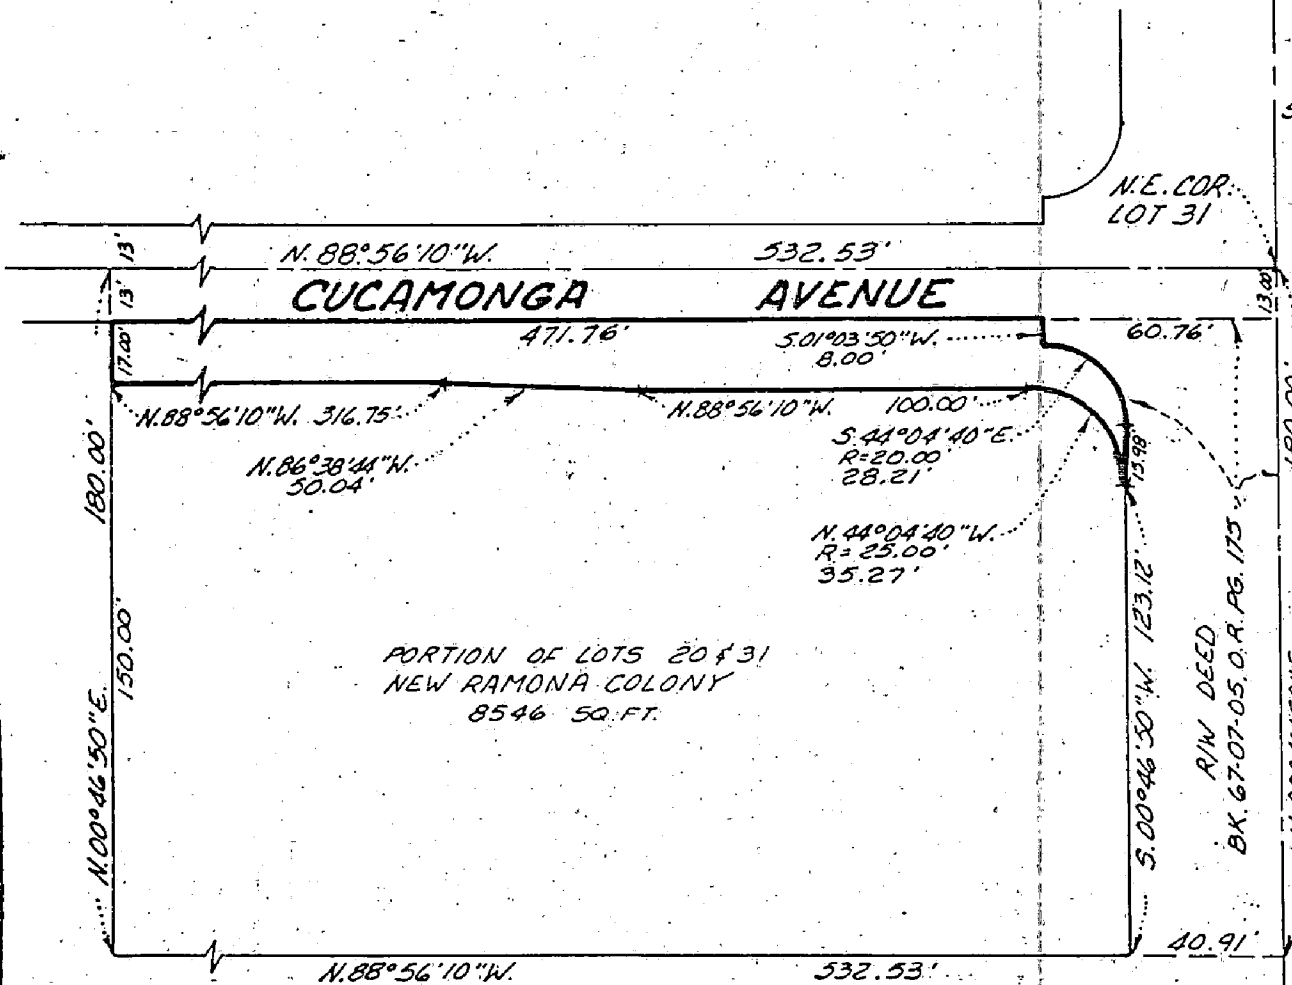 N.E. COR.
LOT 31
13'
N. 88°56'10"W. 532.53'
13'
CUCAMONGA AVENUE
13.00'
471.76'
S.01°03'50"W.
8.00'
60.76'
17.00'
N.88°56'10"W. 316.75'
N.88°56'10"W. 100.00'
N.86°38'44"W.
50.04'
S.44°04'40"E.
R=20.00'
28.21'
13.98'
180.00'
180.00'
N.44°04'40"W.
R=25.00'
35.27'
PORTION OF LOTS 20 & 31
NEW RAMONA COLONY
8546 SQ.FT.
N.00°46'50"E. 150.00'
S.00°46'50"W. 123.12'
R/W DEED
BK. 67-07-05, O.R. PG. 175
40.91'
N.88°56'10"W. 532.53'